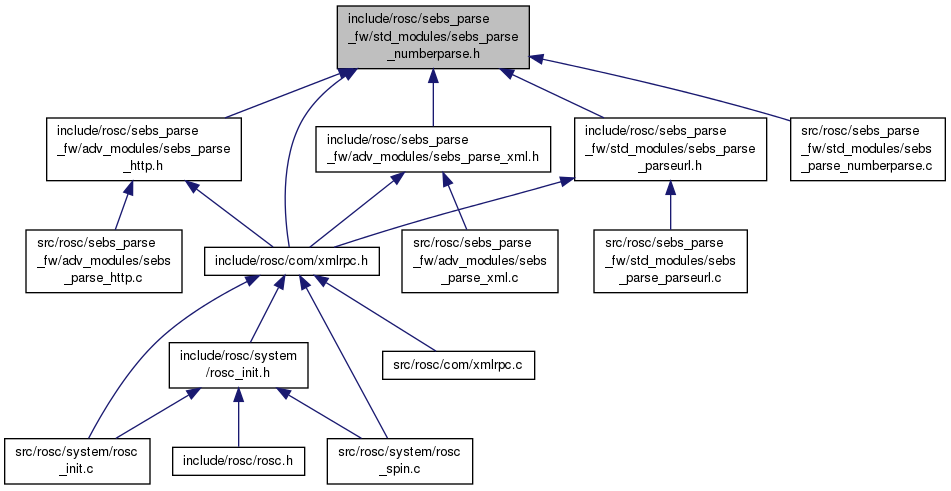 include/rosc/sebs_parse
_fw/std_modules/sebs_parse
_numberparse.h
include/rosc/sebs_parse
_fw/adv_modules/sebs_parse
_http.h
include/rosc/sebs_parse
_fw/adv_modules/sebs_parse_xml.h
include/rosc/sebs_parse
_fw/std_modules/sebs_parse
_parseurl.h
src/rosc/sebs_parse
_fw/std_modules/sebs
_parse_numberparse.c
src/rosc/sebs_parse
_fw/adv_modules/sebs
_parse_http.c
include/rosc/com/xmlrpc.h
src/rosc/sebs_parse
_fw/adv_modules/sebs
_parse_xml.c
src/rosc/sebs_parse
_fw/std_modules/sebs
_parse_parseurl.c
include/rosc/system
/rosc_init.h
src/rosc/com/xmlrpc.c
src/rosc/system/rosc
_init.c
include/rosc/rosc.h
src/rosc/system/rosc
_spin.c